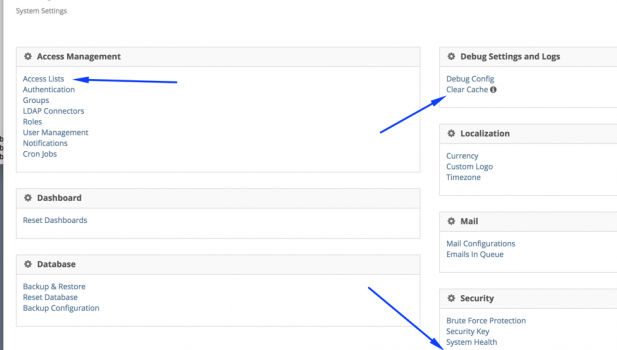 System Settings
Access Management
Access Lists
Authentication
Groups
LDAP Connectors
Roles
User Management
Notifications
Cron Jobs
Dashboard
Reset Dashboards
Database
Backup & Restore
Reset Database
Backup Configuration
Debug Settings and Logs
Debug Config
Clear Cache
Localization
Currency
Custom Logo
Timezone
Mail
Mail Configurations
Emails In Queue
Security
Brute Force Protection
Security Key
System Health